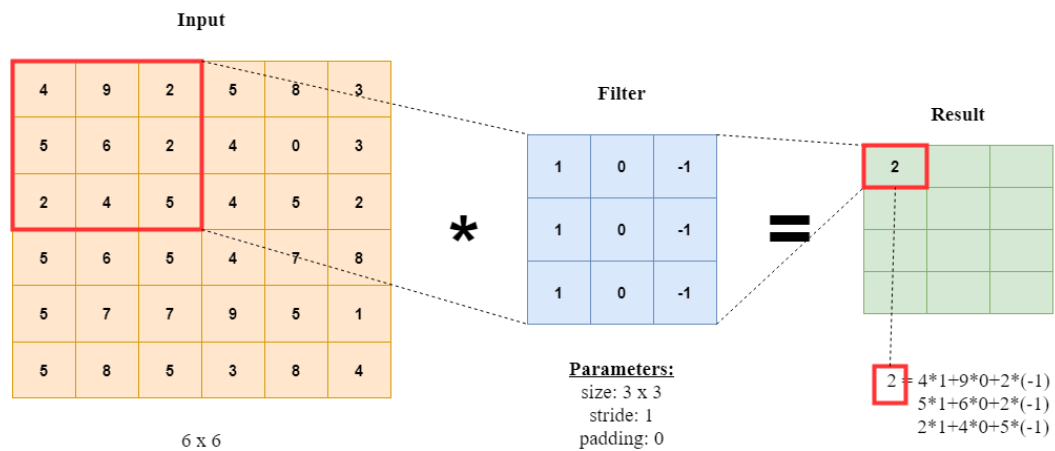 Input
4 9 2 5 8 3
5 6 2 4 0 3
2 4 5 4 5 2
5 6 5 4 7 8
5 7 7 9 5 1
5 8 5 3 8 4
6 x 6
*
Filter
1 0 -1
1 0 -1
1 0 -1
Parameters:
size: 3 x 3
stride: 1
padding: 0
=
Result
2
2 = 4*1+9*0+2*(-1)
5*1+6*0+2*(-1)
2*1+4*0+5*(-1)